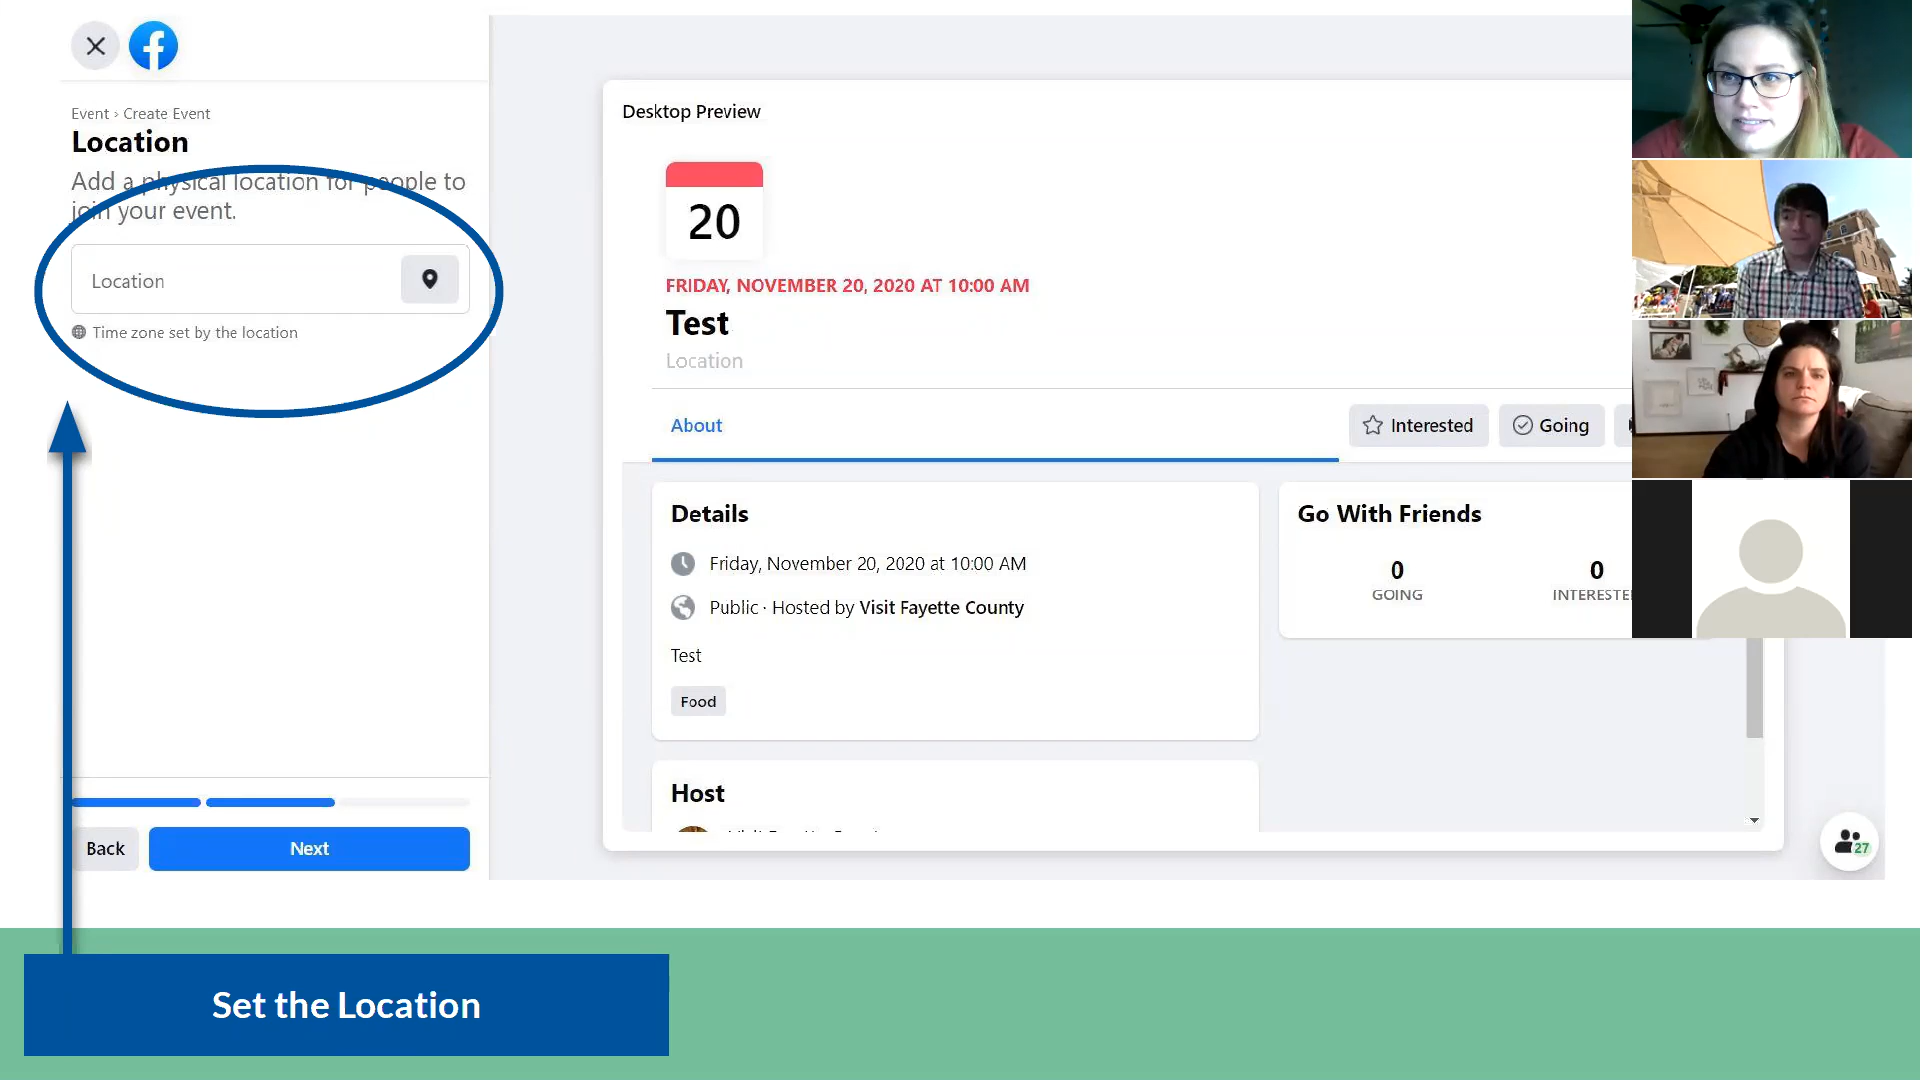 Event › Create Event
Location
Add a physical location for people to
join your event.
Location
Time zone set by the location
Back
Next
Desktop Preview
20
FRIDAY, NOVEMBER 20, 2020 AT 10:00 AM
Test
Location
About
Interested
Going
Details
Friday, November 20, 2020 at 10:00 AM
Public · Hosted by Visit Fayette County
Test
Food
Go With Friends
0
GOING
0
INTERESTE
Host
27
Set the Location